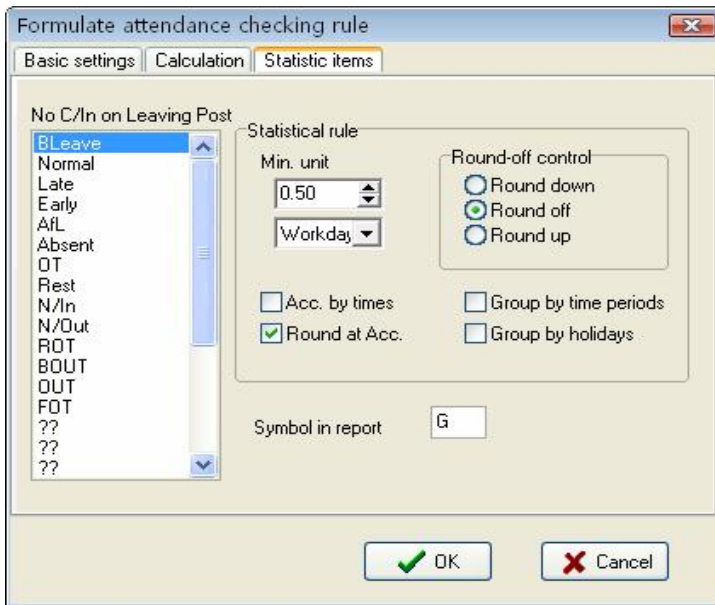 Formulate attendance checking rule
Basic settings Calculation Statistic items
No C/In on Leaving Post
BLeave
Normal
Late
Early
AfL
Absent
OT
Rest
N/In
N/Out
ROT
BOUT
OUT
FOT
??
??
??
Statistical rule
Min. unit
0.50
Workday
Round-off control
Round down
Round off
Round up
Acc. by times
Group by time periods
Round at Acc.
Group by holidays
Symbol in report
G
OK
Cancel